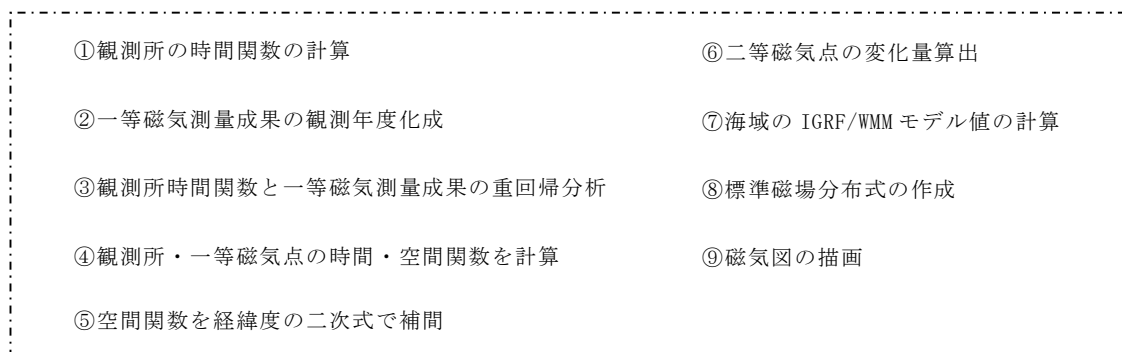 ①観測所の時間関数の計算
②一等磁気測量成果の観測年度化成
③観測所時間関数と一等磁気測量成果の重回帰分析
④観測所・一等磁気点の時間・空間関数を計算
⑤空間関数を経緯度の二次式で補間
⑥二等磁気点の変化量算出
⑦海域の IGRF/WMM モデル値の計算
⑧標準磁場分布式の作成
⑨磁気図の描画